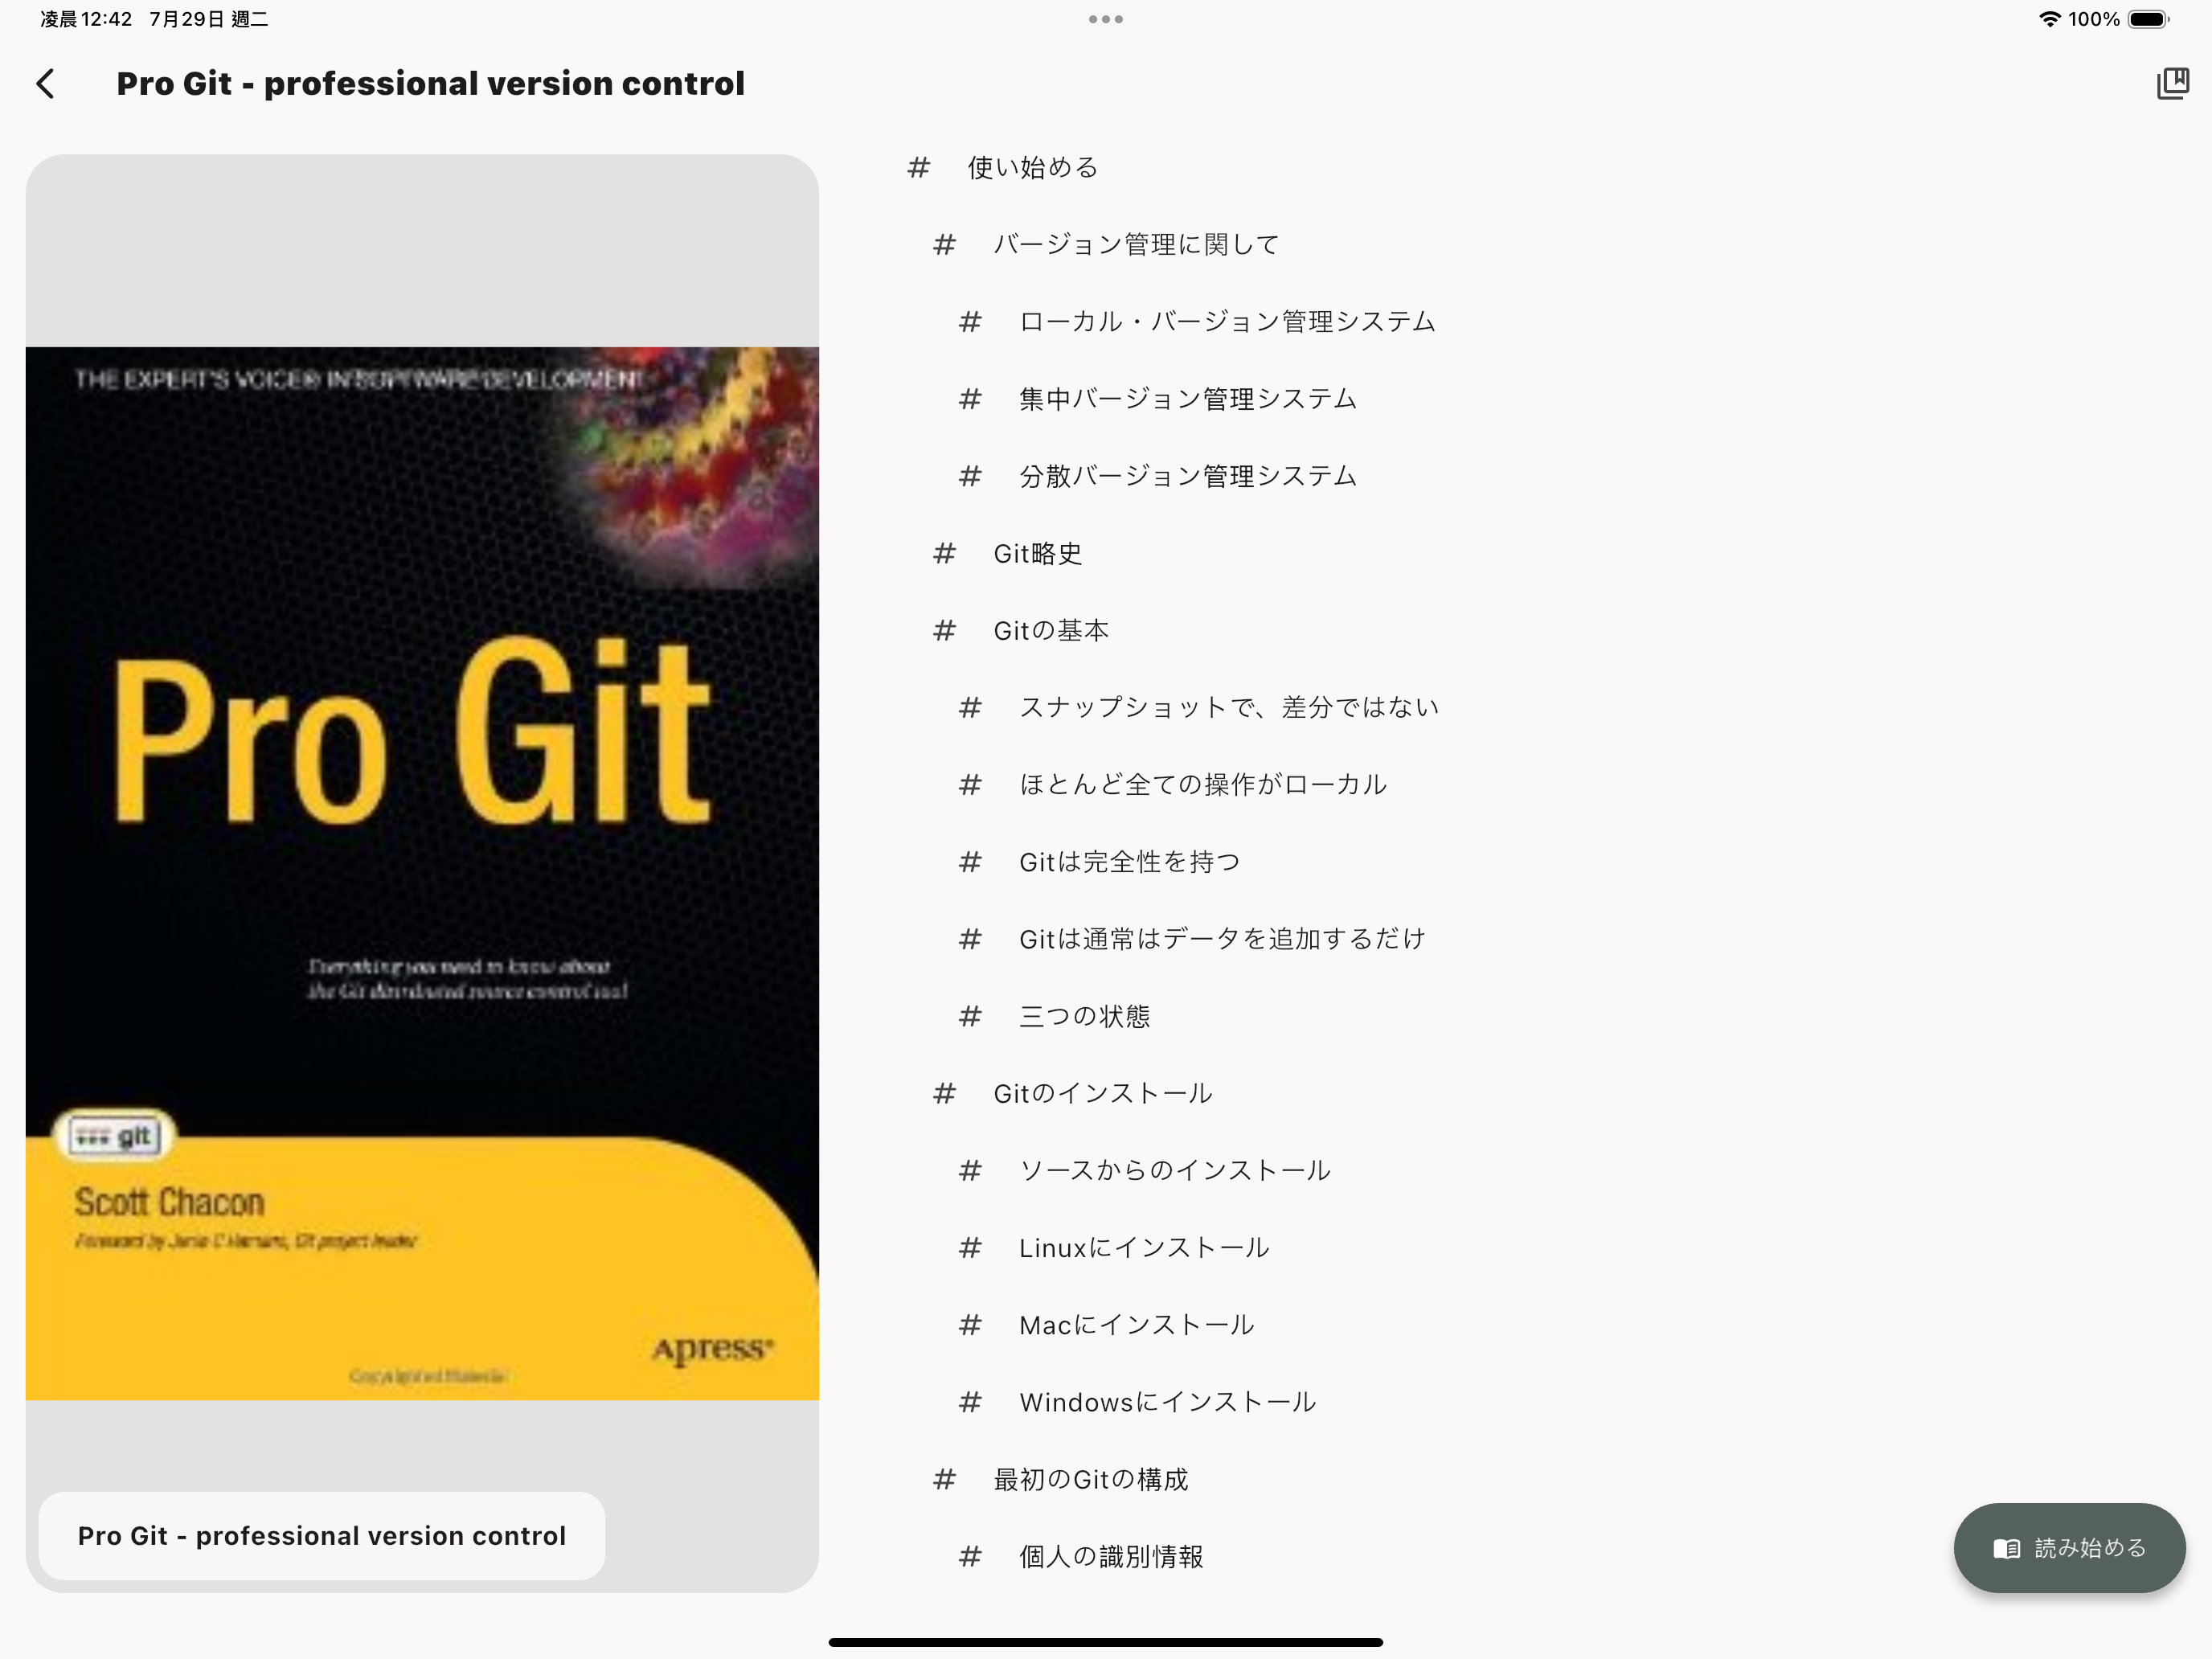 凌晨12:42 7月29日 週二
100%
Pro Git - professional version control
THE EXPERT'S VOICE® IN SOFTWARE DEVELOPMENT
Pro Git
Everything you need to know about
the Git distributed source control tool
git
Scott Chacon
Foreword by Junio C Hamano, Git project leader
Apress®
Copyrighted Material
Pro Git - professional version control
# 使い始める
# バージョン管理に関して
# ローカル・バージョン管理システム
# 集中バージョン管理システム
# 分散バージョン管理システム
# Git略史
# Gitの基本
# スナップショットで、差分ではない
# ほとんど全ての操作がローカル
# Gitは完全性を持つ
# Gitは通常はデータを追加するだけ
# 三つの状態
# Gitのインストール
# ソースからのインストール
# Linuxにインストール
# Macにインストール
# Windowsにインストール
# 最初のGitの構成
# 個人の識別情報
読み始める